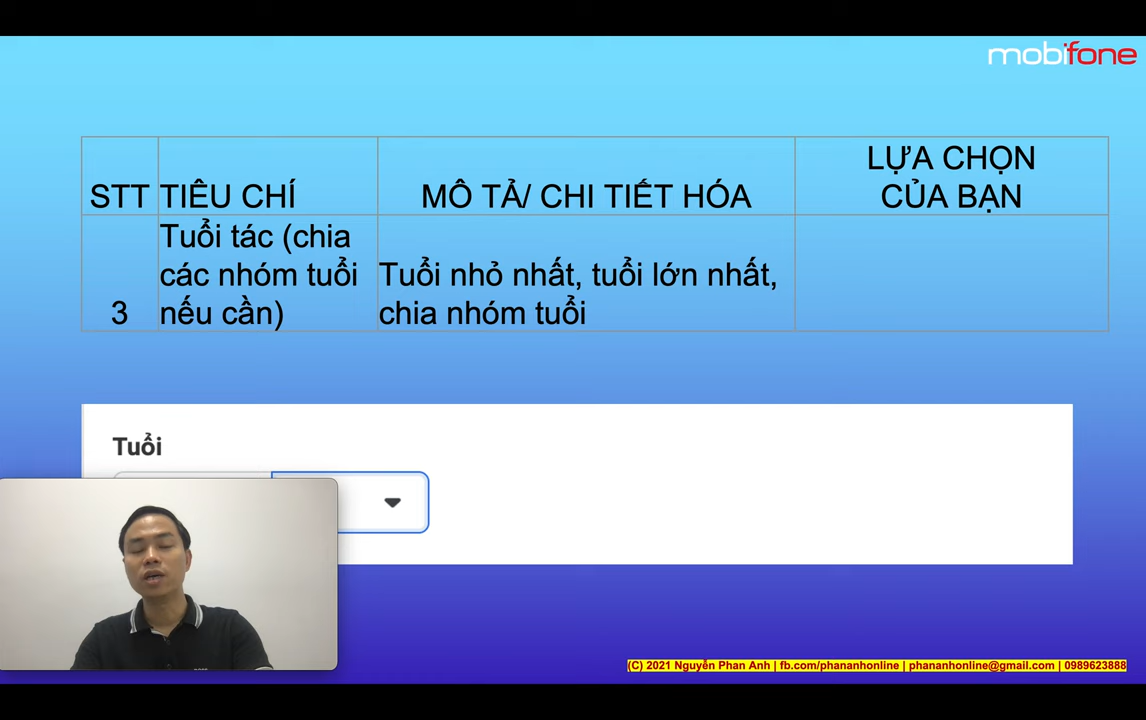 mobifone
LỰA CHỌN
STT TIÊU CHÍ MÔ TẢ/ CHI TIẾT HÓA CỦA BẠN
Tuổi tác (chia
các nhóm tuổi Tuổi nhỏ nhất, tuổi lớn nhất,
3 nếu cần) chia nhóm tuổi
Tuổi
(C) 2021 Nguyễn Phan Anh | fb.com/phananhonline | phananhonline@gmail.com | 0989623888